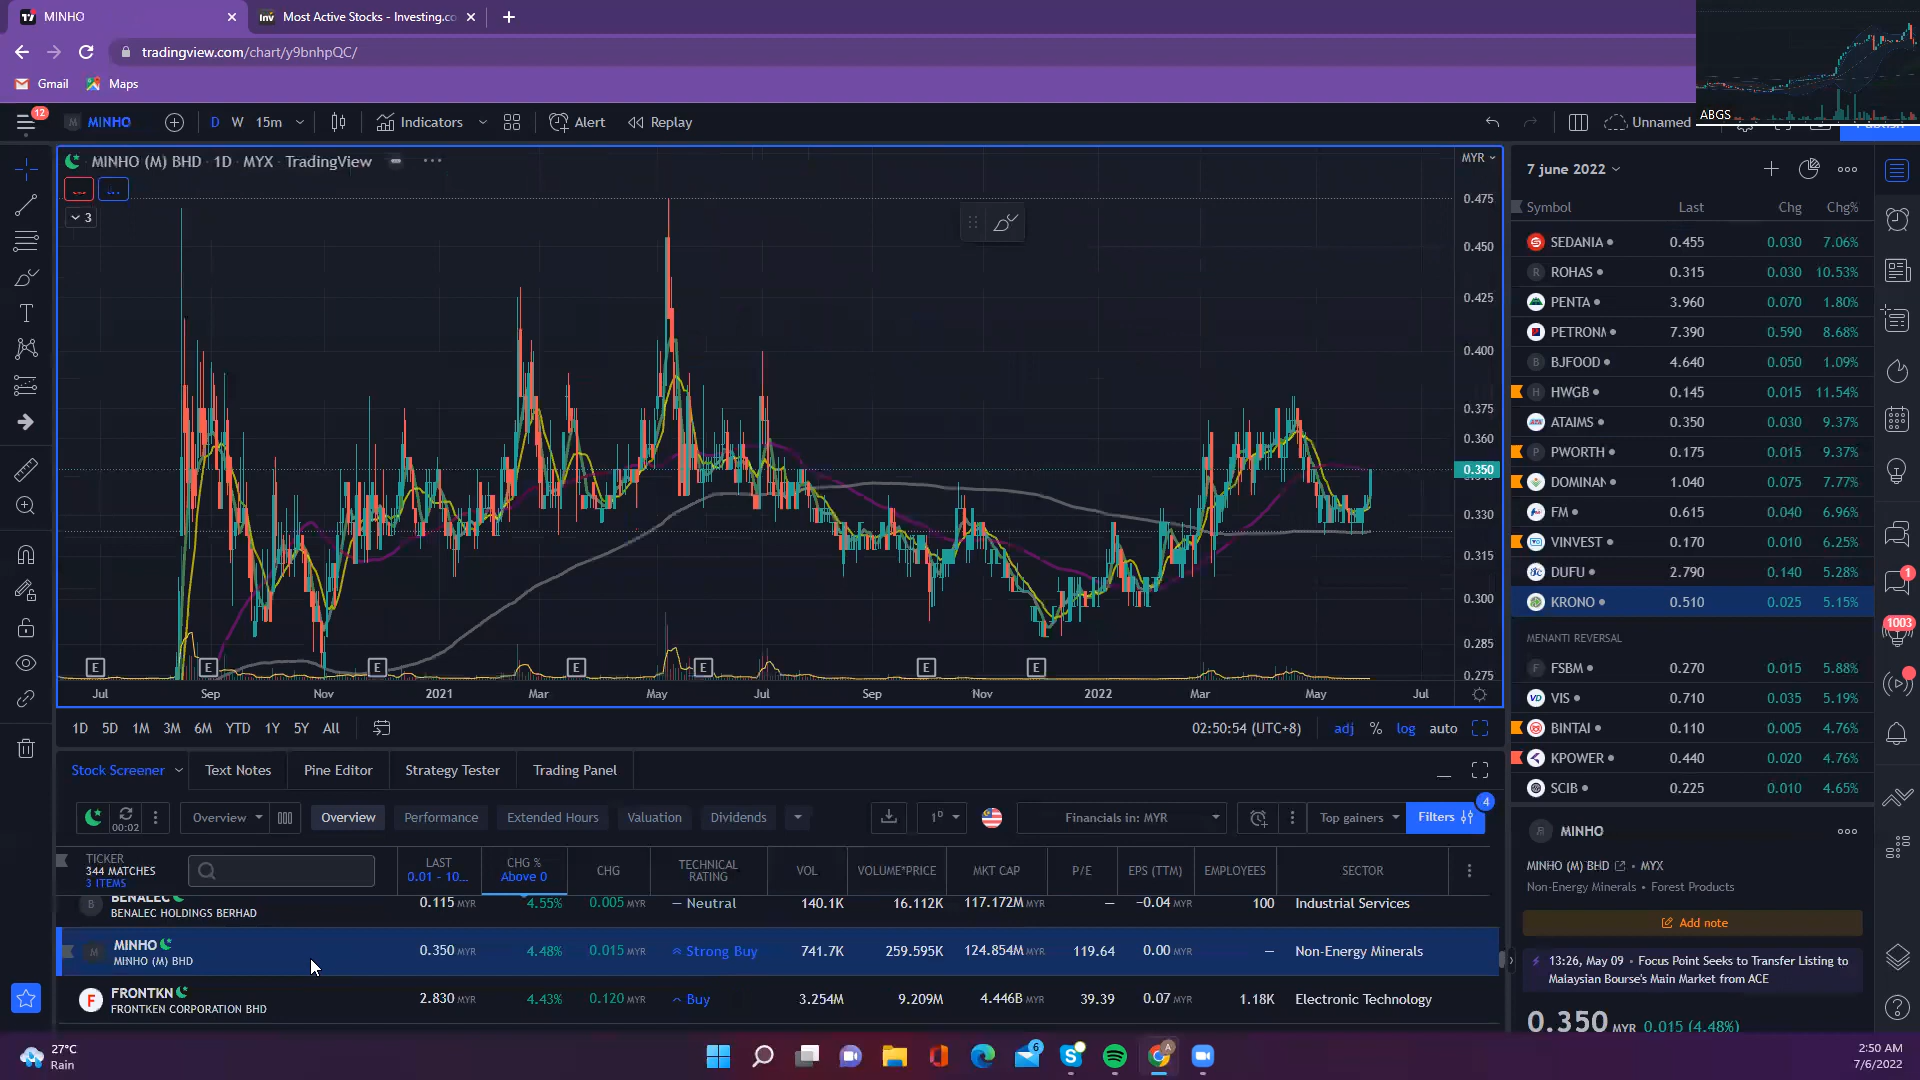 MINHO
Most Active Stocks - Investing.co
tradingview.com/chart/y9bnhpQC/
Gmail
Maps
ABGS
12
MINHO
D
W
15m
Indicators
Alert
Replay
Unnamed
MINHO (M) BHD · 1D · MYX TradingView
3
MYR
0.475
0.450
0.425
0.400
0.375
0.360
0.350
0.330
0.315
0.300
0.285
0.275
E E E E E E E
Jul Sep Nov 2021 Mar May Jul Sep Nov 2022 Mar May Jul
1D 5D 1M 3M 6M YTD 1Y 5Y All
02:50:54 (UTC+8)
adj % log auto
Stock Screener
Text Notes
Pine Editor
Strategy Tester
Trading Panel
00:02
Overview
Overview
Performance
Extended Hours
Valuation
Dividends
1D
Financials in: MYR
Top gainers
Filters
4
TICKER
344 MATCHES
3 ITEMS
LAST
0.01 - 10...
CHG %
Above 0
CHG
TECHNICAL RATING
VOL
VOLUME*PRICE
MKT CAP
P/E
EPS (TTM)
EMPLOYEES
SECTOR
B BENALEC
BENALEC HOLDINGS BERHAD
0.115 MYR 4.55% 0.005 MYR — Neutral 140.1K 16.112K 117.172M MYR — −0.04 MYR 100 Industrial Services
M MINHO
MINHO (M) BHD
0.350 MYR 4.48% 0.015 MYR Strong Buy 741.7K 259.595K 124.854M MYR 119.64 0.00 MYR — Non-Energy Minerals
F FRONTKN
FRONTKEN CORPORATION BHD
2.830 MYR 4.43% 0.120 MYR Buy 3.254M 9.209M 4.446B MYR 39.39 0.07 MYR 1.18K Electronic Technology
7 june 2022
Symbol Last Chg Chg%
SEDANIA 0.455 0.030 7.06%
R ROHAS 0.315 0.030 10.53%
PENTA 3.960 0.070 1.80%
PETRONM 7.390 0.590 8.68%
B BJFOOD 4.640 0.050 1.09%
H HWGB 0.145 0.015 11.54%
ATAIMS 0.350 0.030 9.37%
P PWORTH 0.175 0.015 9.37%
DOMINAN 1.040 0.075 7.77%
FM 0.615 0.040 6.96%
VINVEST 0.170 0.010 6.25%
DUFU 2.790 0.140 5.28%
KRONO 0.510 0.025 5.15%
MENANTI REVERSAL
F FSBM 0.270 0.015 5.88%
VD VIS 0.710 0.035 5.19%
BINTAI 0.110 0.005 4.76%
KPOWER 0.440 0.020 4.76%
SCIB 0.225 0.010 4.65%
MINHO
MINHO (M) BHD · MYX
Non-Energy Minerals · Forest Products
Add note
13:26, May 09 · Focus Point Seeks to Transfer Listing to
Malaysian Bourse's Main Market from ACE
0.350 MYR 0.015 (4.48%)
1
1003
27°C
Rain
6
2:50 AM
7/6/2022